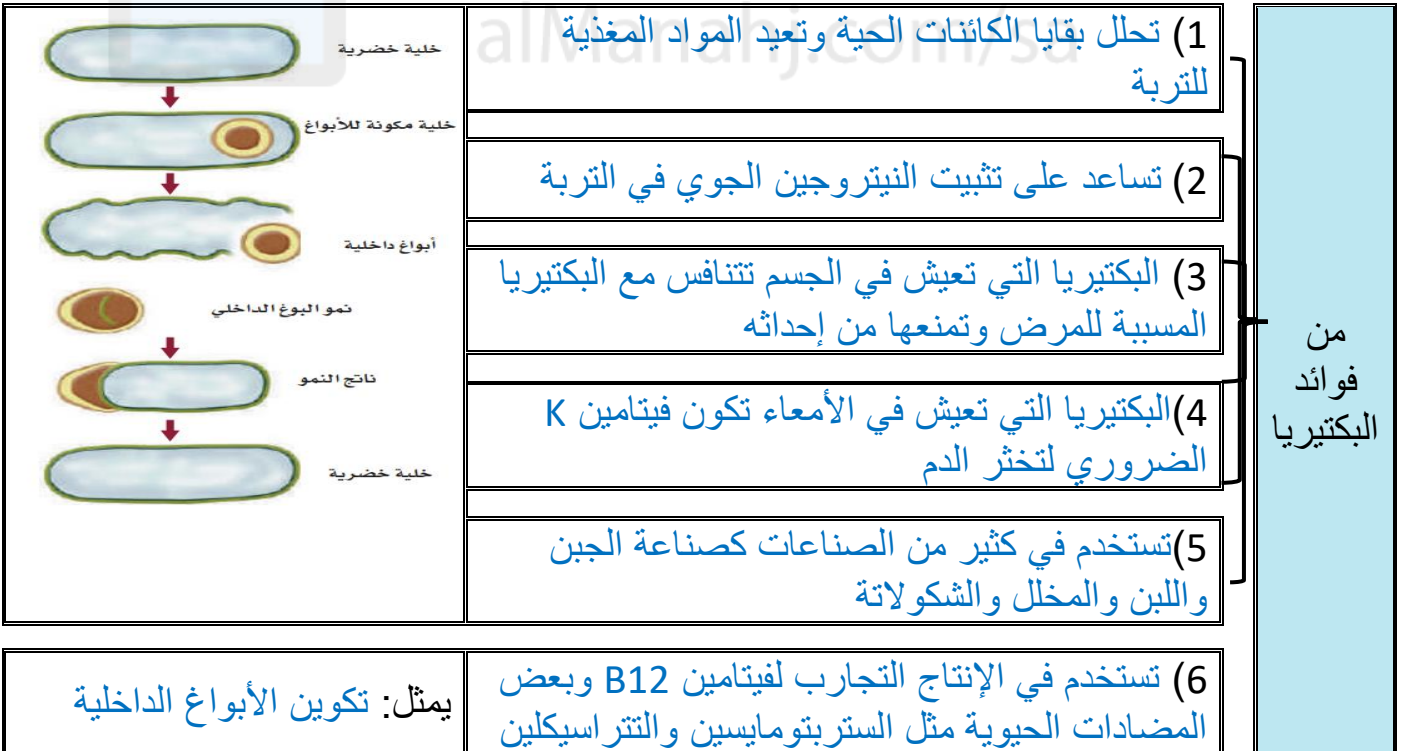 alManahj.com/sa
من
فوائد
البكتيريا
1) تحلل بقايا الكائنات الحية وتعيد المواد المغذية
للتربة
2) تساعد على تثبيت النيتروجين الجوي في التربة
3) البكتيريا التي تعيش في الجسم تتنافس مع البكتيريا
المسببة للمرض وتمنعها من إحداثه
4)البكتيريا التي تعيش في الأمعاء تكون فيتامين K
الضروري لتخثر الدم
5)تستخدم في كثير من الصناعات كصناعة الجبن
واللبن والمخلل والشكولاتة
6) تستخدم في الإنتاج التجارب لفيتامين B12 وبعض
المضادات الحيوية مثل الستربتومايسين والتتراسيكلين
خلية خضرية
خلية مكونة للأبواغ
أبواغ داخلية
نمو البوغ الداخلي
ناتج النمو
خلية خضرية
يمثل: تكوين الأبواغ الداخلية